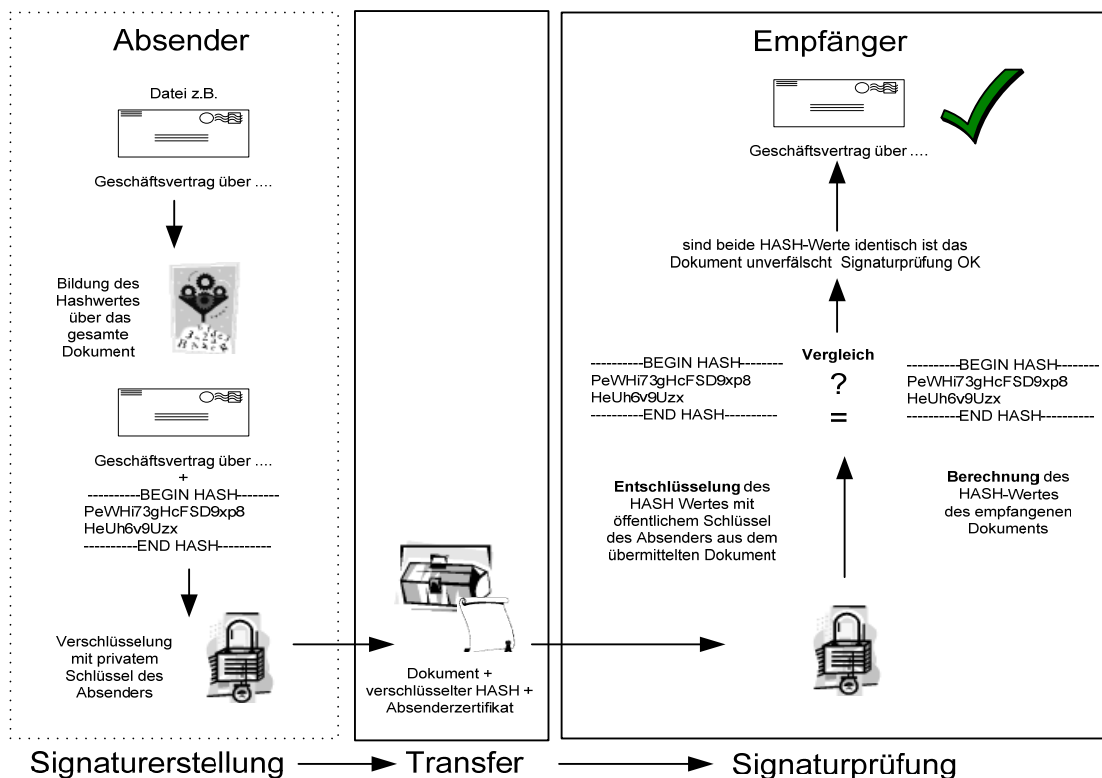 Absender
Datei z.B.
Geschäftsvertrag über ....
Bildung des
Hashwertes
über das
gesamte
Dokument
Geschäftsvertrag über ....
+
----------BEGIN HASH--------
PeWHi73gHcFSD9xp8
HeUh6v9Uzx
----------END HASH----------
Verschlüsselung
mit privatem
Schlüssel des
Absenders
Signaturerstellung
Dokument +
verschlüsselter HASH +
Absenderzertifikat
Transfer
Empfänger
Geschäftsvertrag über ....
sind beide HASH-Werte identisch ist das
Dokument unverfälscht Signaturprüfung OK
----------BEGIN HASH--------
PeWHi73gHcFSD9xp8
HeUh6v9Uzx
----------END HASH----------
Vergleich
?
=
----------BEGIN HASH--------
PeWHi73gHcFSD9xp8
HeUh6v9Uzx
----------END HASH----------
Entschlüsselung des
HASH Wertes mit
öffentlichem Schlüssel
des Absenders aus dem
übermittelten Dokument
Berechnung des
HASH-Wertes
des empfangenen
Dokuments
Signaturprüfung